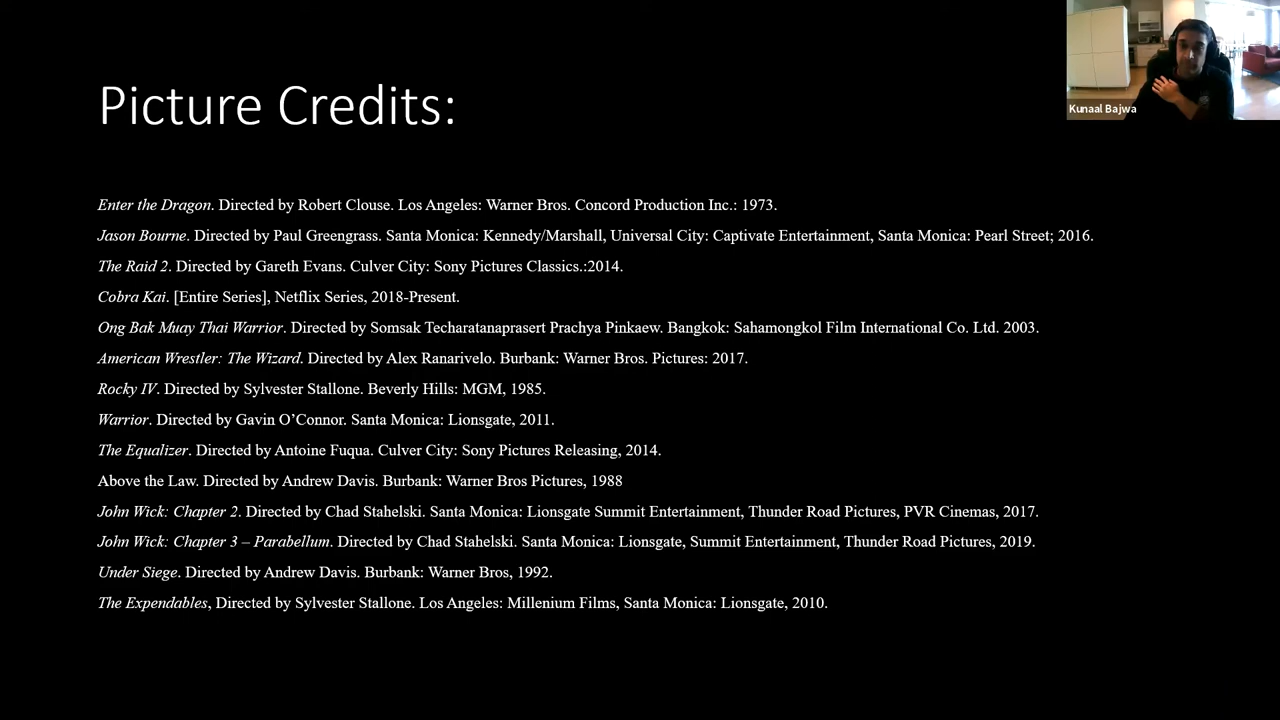 Picture Credits:
Kunaal Bajwa
Enter the Dragon. Directed by Robert Clouse. Los Angeles: Warner Bros. Concord Production Inc.: 1973.
Jason Bourne. Directed by Paul Greengrass. Santa Monica: Kennedy/Marshall, Universal City: Captivate Entertainment, Santa Monica: Pearl Street; 2016.
The Raid 2. Directed by Gareth Evans. Culver City: Sony Pictures Classics.:2014.
Cobra Kai. [Entire Series], Netflix Series, 2018-Present.
Ong Bak Muay Thai Warrior. Directed by Somsak Techaratanaprasert Prachya Pinkaew. Bangkok: Sahamongkol Film International Co. Ltd. 2003.
American Wrestler: The Wizard. Directed by Alex Ranarivelo. Burbank: Warner Bros. Pictures: 2017.
Rocky IV. Directed by Sylvester Stallone. Beverly Hills: MGM, 1985.
Warrior. Directed by Gavin O’Connor. Santa Monica: Lionsgate, 2011.
The Equalizer. Directed by Antoine Fuqua. Culver City: Sony Pictures Releasing, 2014.
Above the Law. Directed by Andrew Davis. Burbank: Warner Bros Pictures, 1988
John Wick: Chapter 2. Directed by Chad Stahelski. Santa Monica: Lionsgate Summit Entertainment, Thunder Road Pictures, PVR Cinemas, 2017.
John Wick: Chapter 3 – Parabellum. Directed by Chad Stahelski. Santa Monica: Lionsgate, Summit Entertainment, Thunder Road Pictures, 2019.
Under Siege. Directed by Andrew Davis. Burbank: Warner Bros, 1992.
The Expendables, Directed by Sylvester Stallone. Los Angeles: Millenium Films, Santa Monica: Lionsgate, 2010.